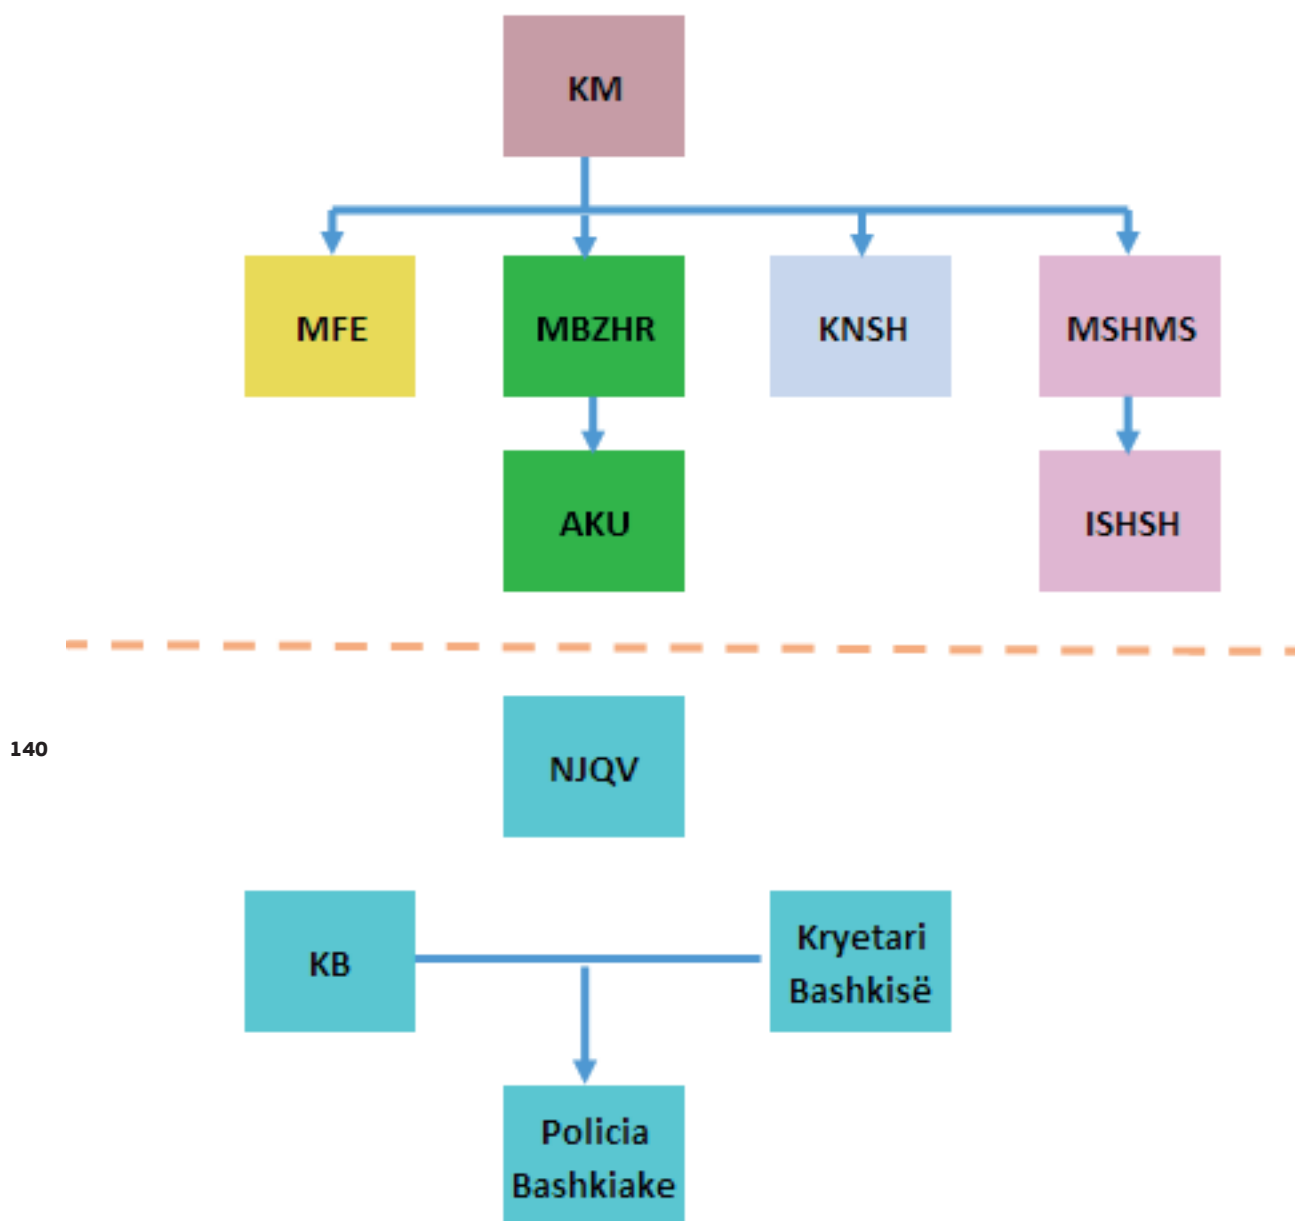 KM
MFE
MBZHR
KNSH
MSHMS
AKU
ISHSH
140
NJQV
KB
Kryetari
Bashkisë
Policia
Bashkiake